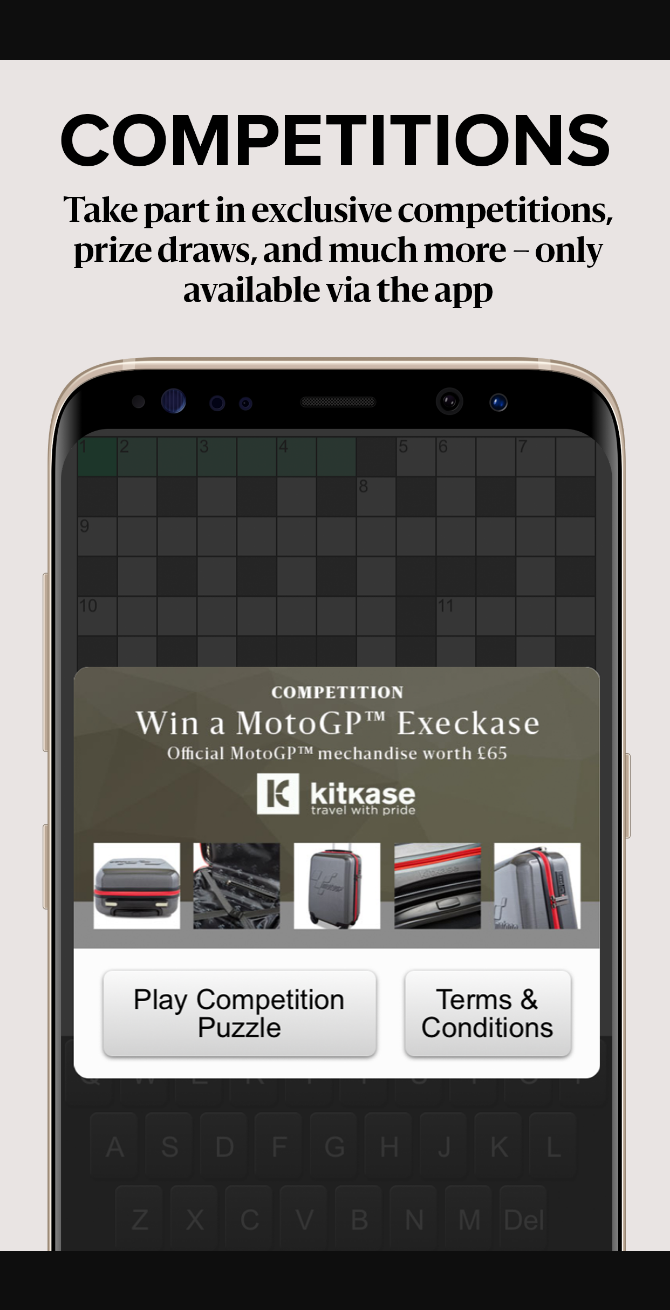 COMPETITIONS
Take part in exclusive competitions,
prize draws, and much more – only
available via the app
1 2 3 4 5 6 7
8
9
10 11
COMPETITION
Win a MotoGP™ Execkase
Official MotoGP™ mechandise worth £65
kitkase
travel with pride
Play Competition
Puzzle
Terms &
Conditions
Q W E R T Y U I O P
A S D F G H J K L
Z X C V B N M Del